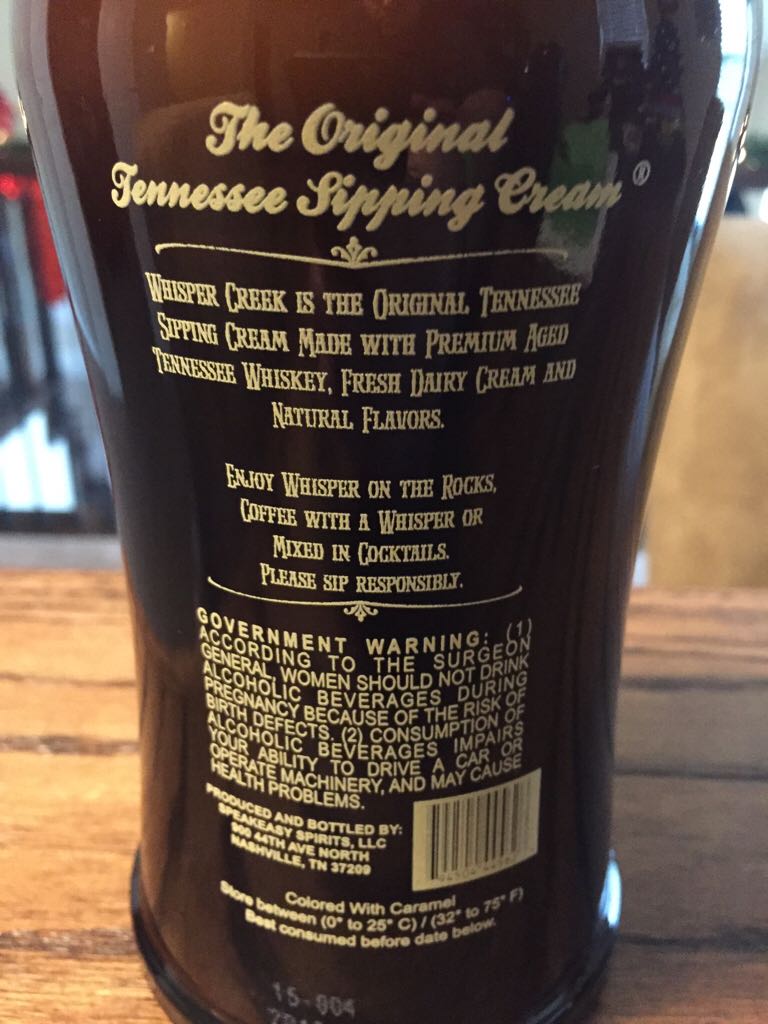 The Original
Tennessee Sipping Cream ®
Whisper Creek is the Original Tennessee
Sipping Cream Made with Premium Aged
Tennessee Whiskey, Fresh Dairy Cream and
Natural Flavors.
Enjoy Whisper on the Rocks,
Coffee with a Whisper or
Mixed in Cocktails.
Please sip responsibly.
GOVERNMENT WARNING: (1)
ACCORDING TO THE SURGEON
GENERAL, WOMEN SHOULD NOT DRINK
ALCOHOLIC BEVERAGES DURING
PREGNANCY BECAUSE OF THE RISK OF
BIRTH DEFECTS. (2) CONSUMPTION OF
ALCOHOLIC BEVERAGES IMPAIRS
YOUR ABILITY TO DRIVE A CAR OR
OPERATE MACHINERY, AND MAY CAUSE
HEALTH PROBLEMS.
PRODUCED AND BOTTLED BY:
SPEAKEASY SPIRITS, LLC
900 44TH AVE NORTH
NASHVILLE, TN 37209
Colored With Caramel
Store between (0° to 25° C) / (32° to 75° F)
Best consumed before date below.
15-004